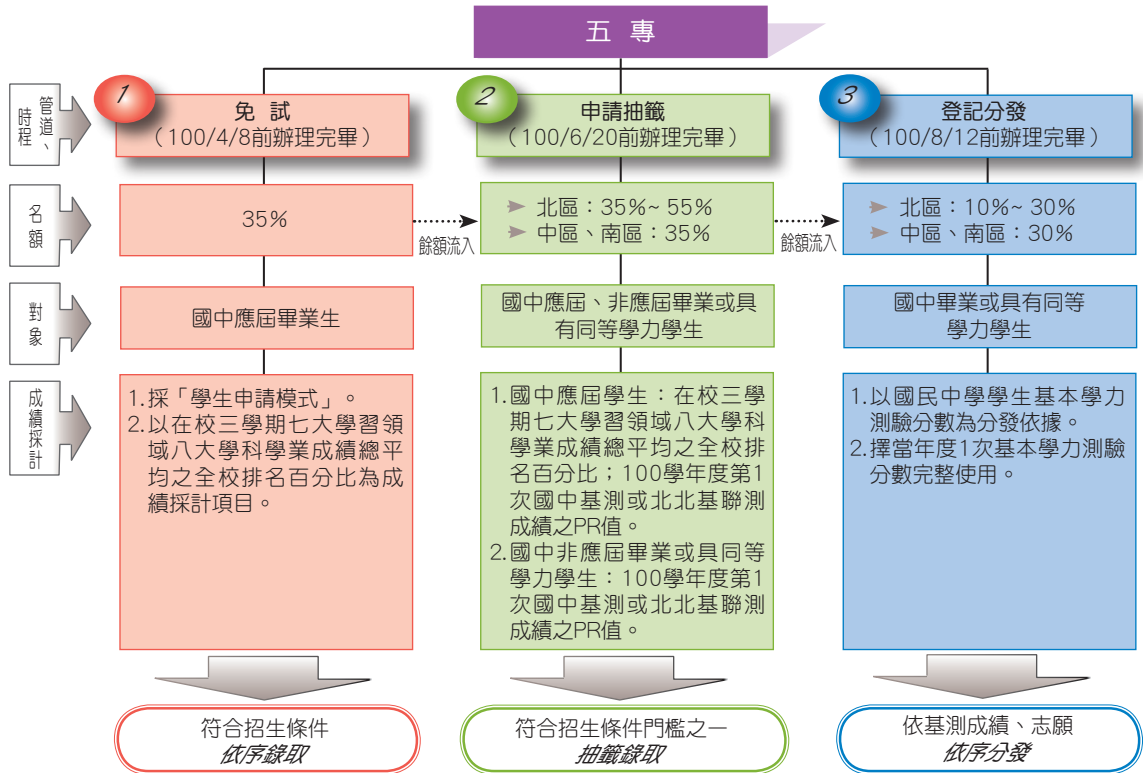 五專
管道、時程
1
免試
（100/4/8前辦理完畢）
2
申請抽籤
（100/6/20前辦理完畢）
3
登記分發
（100/8/12前辦理完畢）
名額
35%
餘額流入
北區：35%~ 55%
中區、南區：35%
餘額流入
北區：10%~ 30%
中區、南區：30%
對象
國中應屆畢業生
國中應屆、非應屆畢業或具
有同等學力學生
國中畢業或具有同等
學力學生
成績採計
1.採「學生申請模式」。
2.以在校三學期七大學習領
域八大學科學業成績總平
均之全校排名百分比為成
績採計項目。
1.國中應屆學生：在校三學
期七大學習領域八大學科
學業成績總平均之全校排
名百分比；100學年度第1
次國中基測或北北基聯測
成績之PR值。
2.國中非應屆畢業或具同等
學力學生：100學年度第1
次國中基測或北北基聯測
成績之PR值。
1.以國民中學學生基本學力
測驗分數為分發依據。
2.擇當年度1次基本學力測驗
分數完整使用。
符合招生條件
依序錄取
符合招生條件門檻之一
抽籤錄取
依基測成績、志願
依序分發